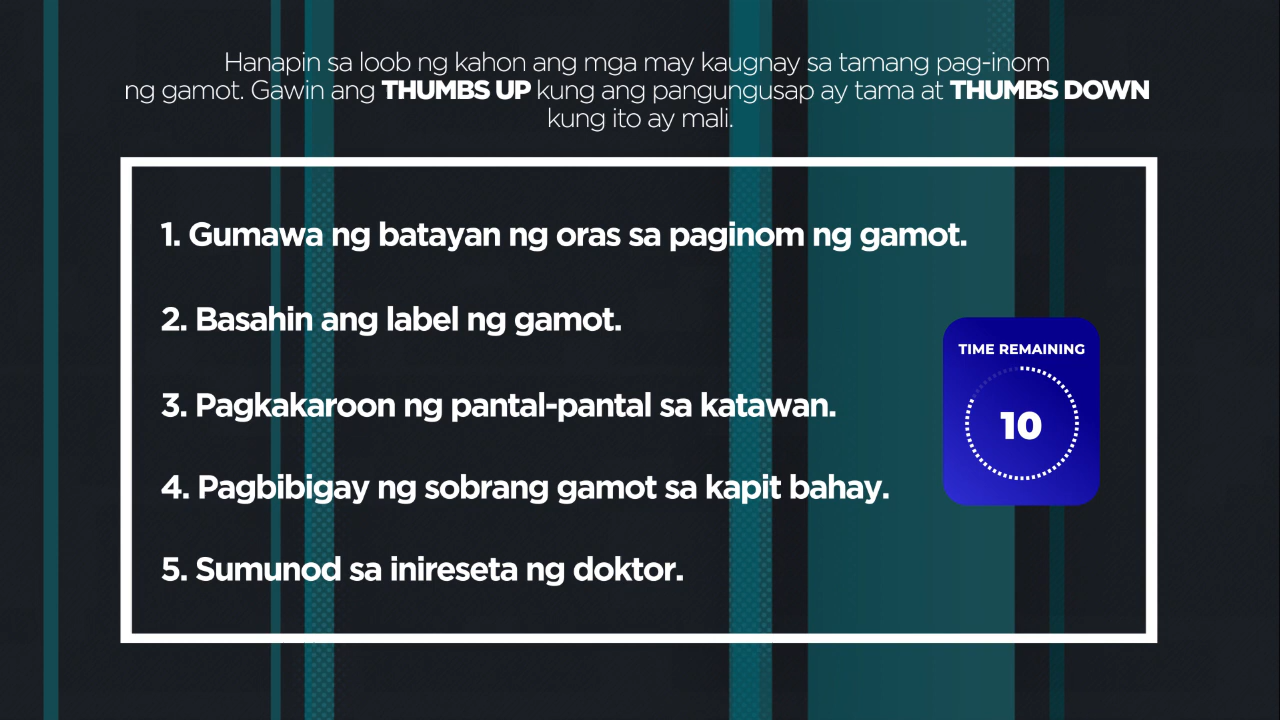 Hanapin sa loob ng kahon ang mga may kaugnay sa tamang pag-inom
ng gamot. Gawin ang THUMBS UP kung ang pangungusap ay tama at THUMBS DOWN
kung ito ay mali.
1. Gumawa ng batayan ng oras sa paginom ng gamot.
2. Basahin ang label ng gamot.
3. Pagkakaroon ng pantal-pantal sa katawan.
4. Pagbibigay ng sobrang gamot sa kapit bahay.
5. Sumunod sa inireseta ng doktor.
TIME REMAINING
10